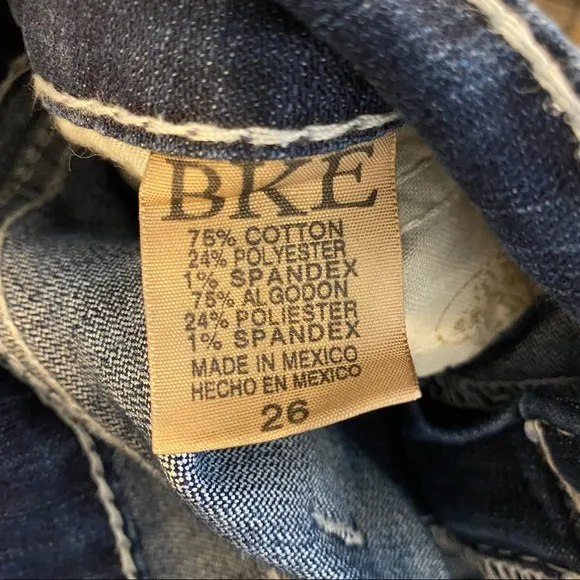 BKE
75% COTTON
24% POLYESTER
1% SPANDEX
75% ALGODON
24% POLIESTER
1% SPANDEX
MADE IN MEXICO
HECHO EN MEXICO
26